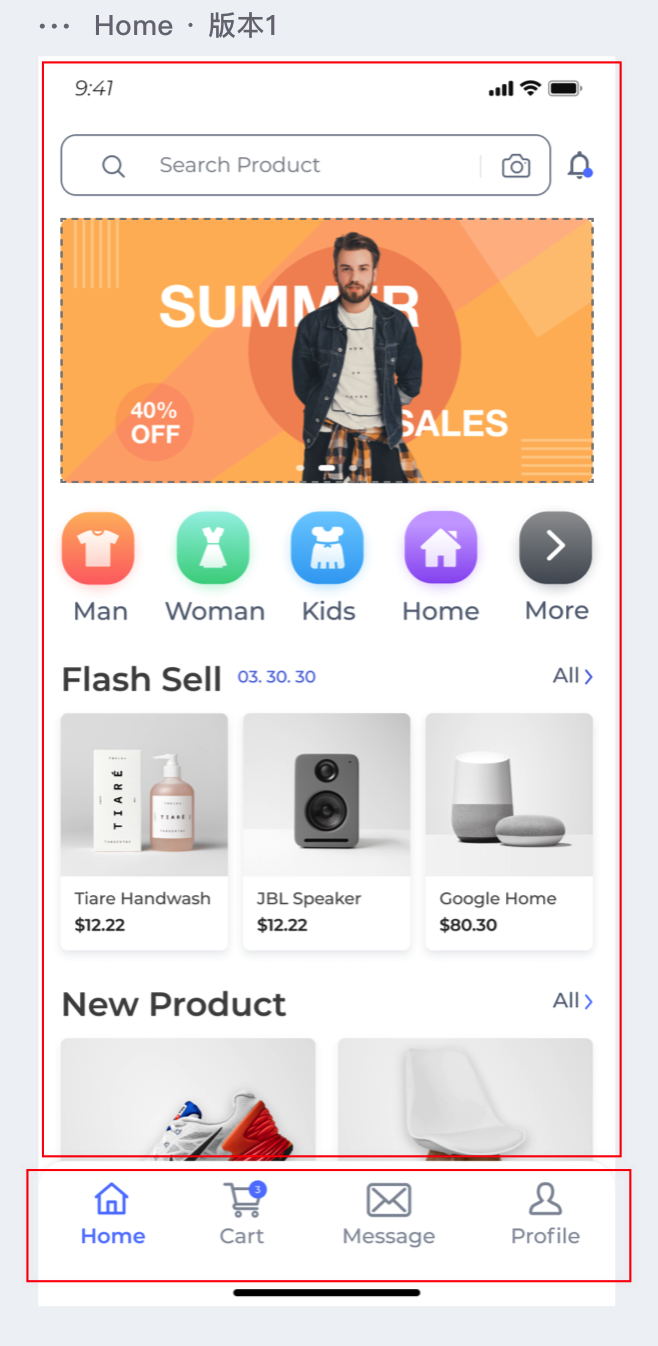 ··· Home · 版本1
9:41
Search Product
SUMMER
40%
OFF
SALES
Man Woman Kids Home More
Flash Sell 03. 30. 30 All
TIARÉ TIARÉ
Tiare Handwash JBL Speaker Google Home
$12.22 $12.22 $80.30
New Product All
3
Home Cart Message Profile